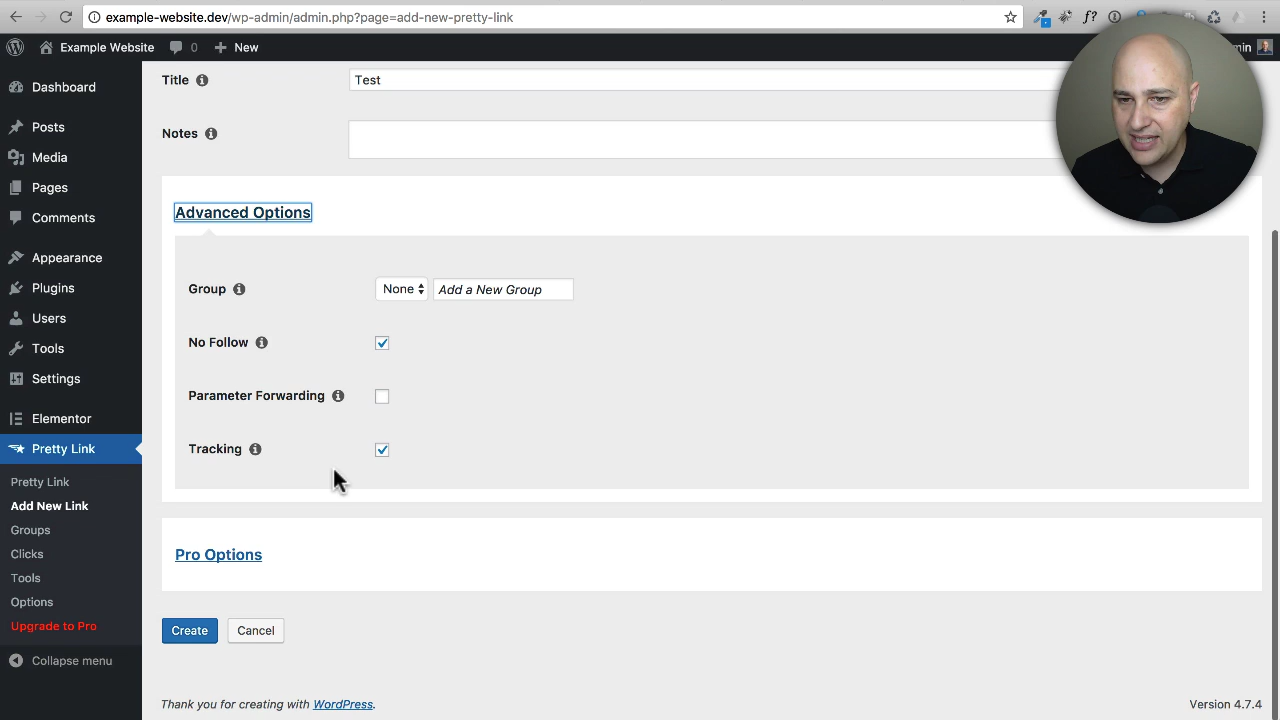 example-website.dev/wp-admin/admin.php?page=add-new-pretty-link
f?
Example Website
0
New
min
Dashboard
Posts
Media
Pages
Comments
Appearance
Plugins
Users
Tools
Settings
Elementor
Pretty Link
Pretty Link
Add New Link
Groups
Clicks
Tools
Options
Upgrade to Pro
Collapse menu
Title
Test
Notes
Advanced Options
Group
None
Add a New Group
No Follow
Parameter Forwarding
Tracking
Pro Options
Create
Cancel
Thank you for creating with WordPress.
Version 4.7.4